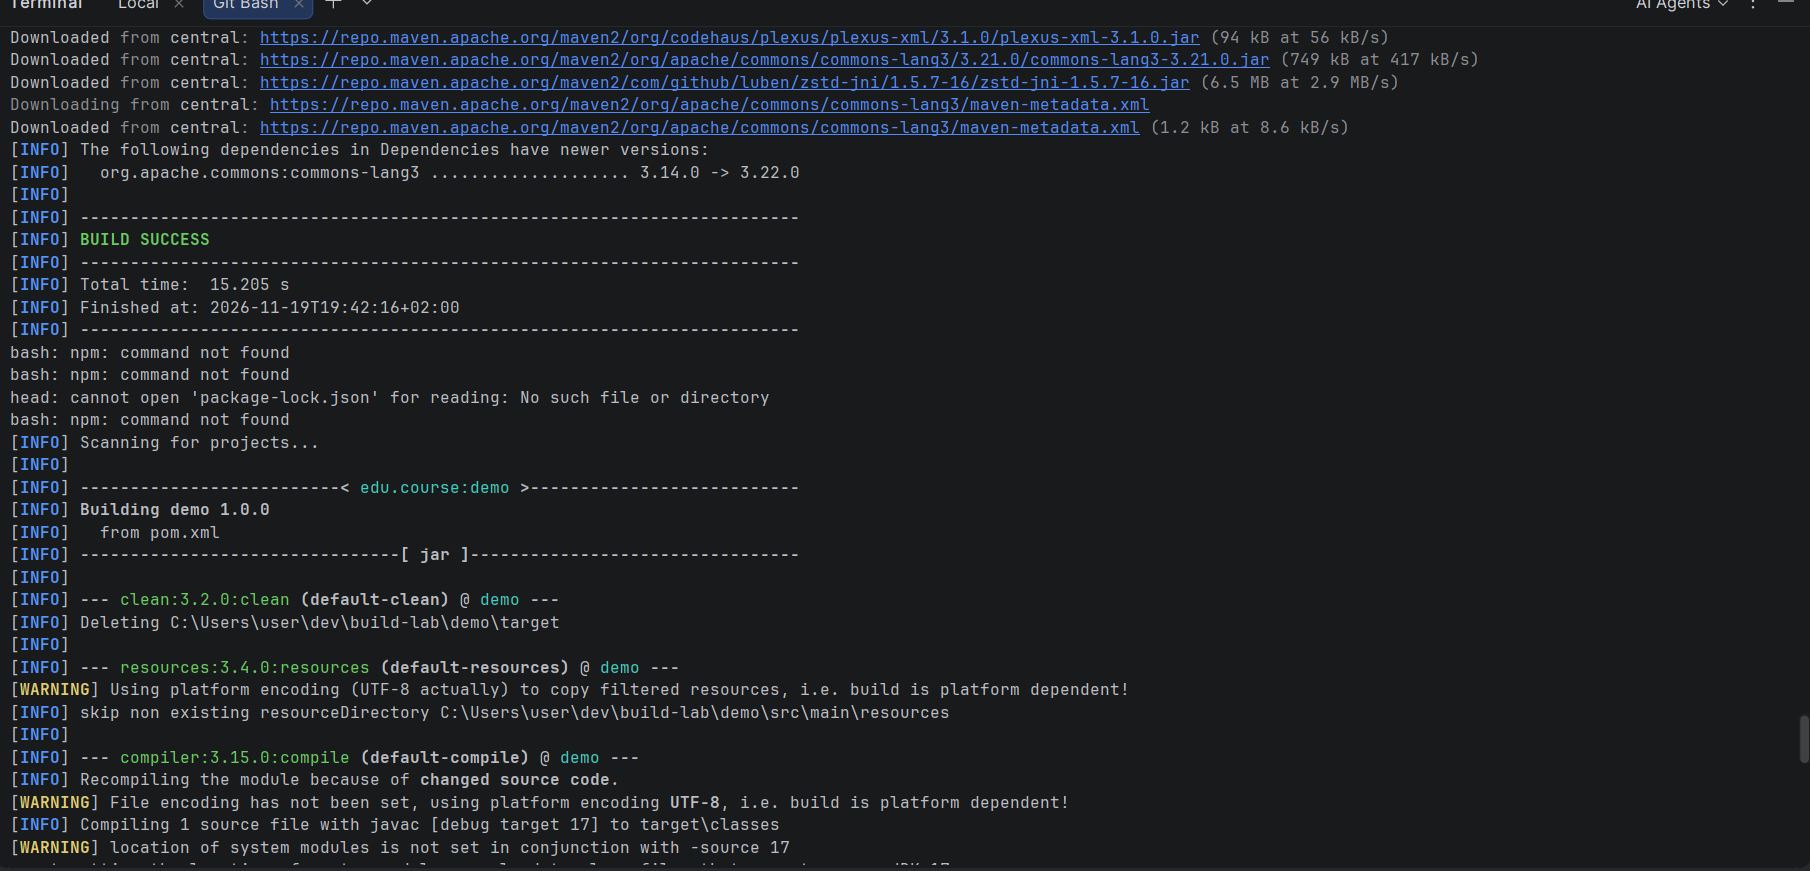 Terminal Local × Git Bash × + AI Agents
Downloaded from central: https://repo.maven.apache.org/maven2/org/codehaus/plexus/plexus-xml/3.1.0/plexus-xml-3.1.0.jar (94 kB at 56 kB/s)
Downloaded from central: https://repo.maven.apache.org/maven2/org/apache/commons/commons-lang3/3.21.0/commons-lang3-3.21.0.jar (749 kB at 417 kB/s)
Downloaded from central: https://repo.maven.apache.org/maven2/com/github/luben/zstd-jni/1.5.7-16/zstd-jni-1.5.7-16.jar (6.5 MB at 2.9 MB/s)
Downloading from central: https://repo.maven.apache.org/maven2/org/apache/commons/commons-lang3/maven-metadata.xml
Downloaded from central: https://repo.maven.apache.org/maven2/org/apache/commons/commons-lang3/maven-metadata.xml (1.2 kB at 8.6 kB/s)
[INFO] The following dependencies in Dependencies have newer versions:
[INFO]   org.apache.commons:commons-lang3 .................... 3.14.0 -> 3.22.0
[INFO]
[INFO] ------------------------------------------------------------------------
[INFO] BUILD SUCCESS
[INFO] ------------------------------------------------------------------------
[INFO] Total time:  15.205 s
[INFO] Finished at: 2026-11-19T19:42:16+02:00
[INFO] ------------------------------------------------------------------------
bash: npm: command not found
bash: npm: command not found
head: cannot open 'package-lock.json' for reading: No such file or directory
bash: npm: command not found
[INFO] Scanning for projects...
[INFO]
[INFO] --------------------------< edu.course:demo >---------------------------
[INFO] Building demo 1.0.0
[INFO]   from pom.xml
[INFO] --------------------------------[ jar ]---------------------------------
[INFO]
[INFO] --- clean:3.2.0:clean (default-clean) @ demo ---
[INFO] Deleting C:\Users\user\dev\build-lab\demo\target
[INFO]
[INFO] --- resources:3.4.0:resources (default-resources) @ demo ---
[WARNING] Using platform encoding (UTF-8 actually) to copy filtered resources, i.e. build is platform dependent!
[INFO] skip non existing resourceDirectory C:\Users\user\dev\build-lab\demo\src\main\resources
[INFO]
[INFO] --- compiler:3.15.0:compile (default-compile) @ demo ---
[INFO] Recompiling the module because of changed source code.
[WARNING] File encoding has not been set, using platform encoding UTF-8, i.e. build is platform dependent!
[INFO] Compiling 1 source file with javac [debug target 17] to target\classes
[WARNING] location of system modules is not set in conjunction with -source 17